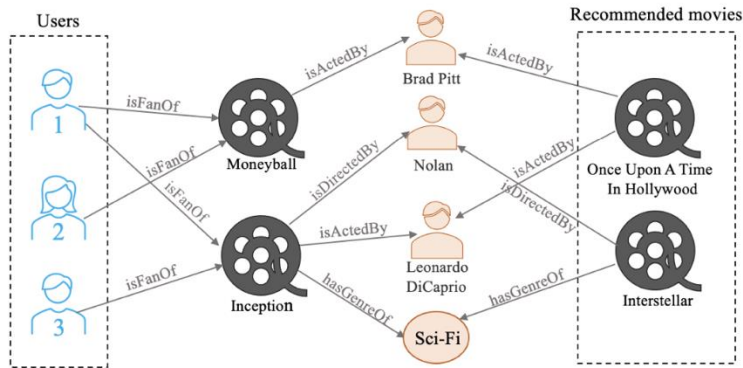 Users
Recommended movies
isActedBy
isActedBy
Brad Pitt
isFanOf
1
Moneyball
isFanOf
isFanOf
isDirectedBy
Nolan
isActedBy
Once Upon A Time
In Hollywood
isDirectedBy
2
isActedBy
Leonardo
DiCaprio
isFanOf
3
Inception
hasGenreOf
hasGenreOf
Interstellar
Sci-Fi